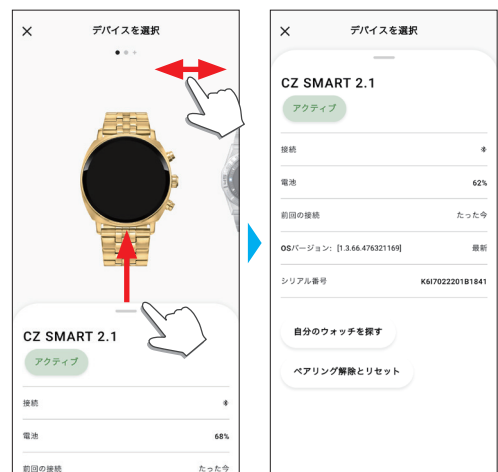 デバイスを選択
CZ SMART 2.1
アクティブ
接続
電池 68%
前回の接続 たった今
デバイスを選択
CZ SMART 2.1
アクティブ
接続
電池 62%
前回の接続 たった今
OSバージョン: [1.3.66.476321169] 最新
シリアル番号 K6I7022201B1841
自分のウォッチを探す
ペアリング解除とリセット